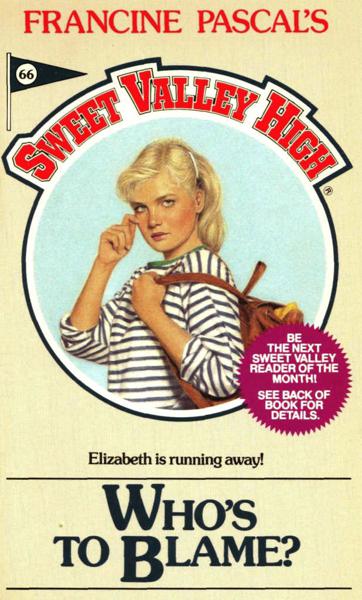 FRANCINE PASCAL'S
66
SWEET VALLEY HIGH®
BE
THE NEXT
SWEET VALLEY
READER OF THE
MONTH!
SEE BACK OF
BOOK FOR
DETAILS.
Elizabeth is running away!
WHO'S
TO BLAME?